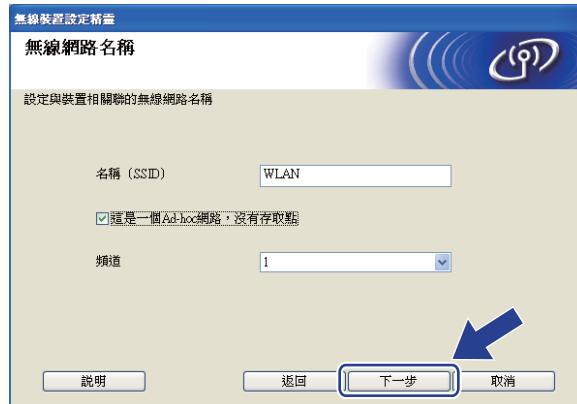 無線裝置設定精靈
無線網路名稱
設定與裝置相關聯的無線網路名稱
名稱（SSID） WLAN
這是一個Ad-hoc網路，沒有存取點
頻道 1
說明 返回 下一步 取消